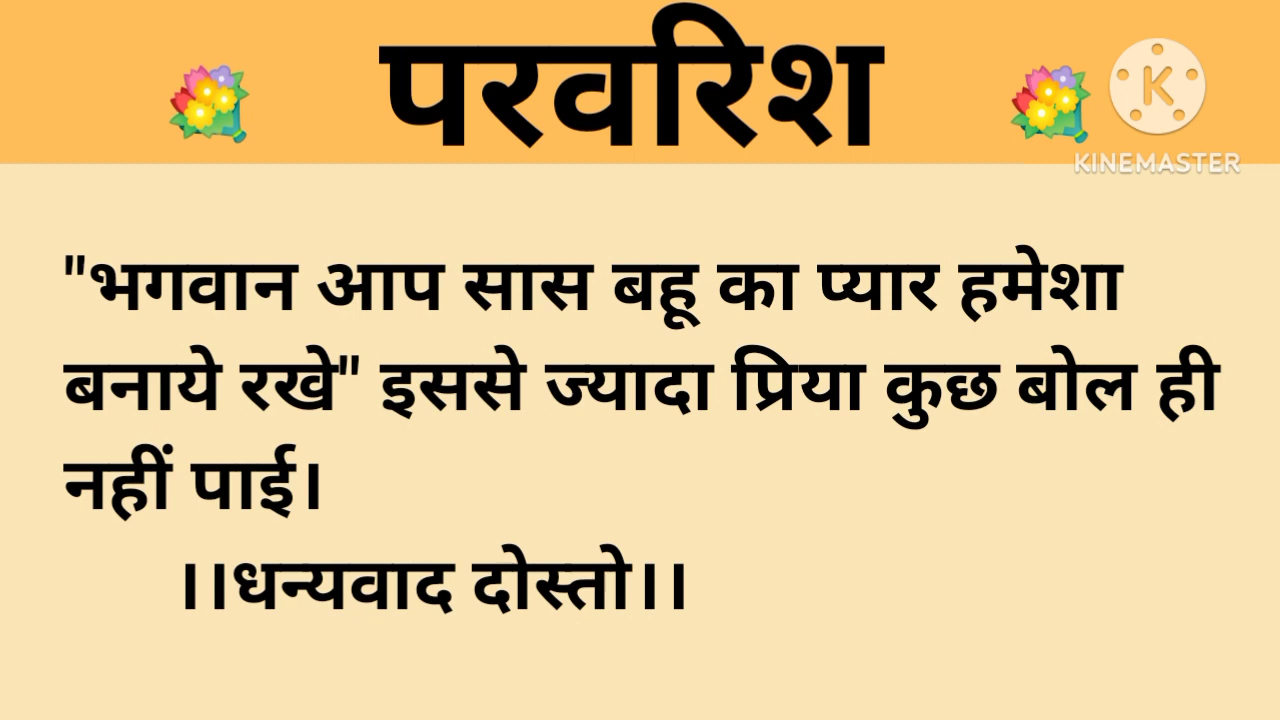 परवरिश
KINEMASTER
"भगवान आप सास बहू का प्यार हमेशा
बनाये रखे" इससे ज्यादा प्रिया कुछ बोल ही
नहीं पाई।
।।धन्यवाद दोस्तो।।